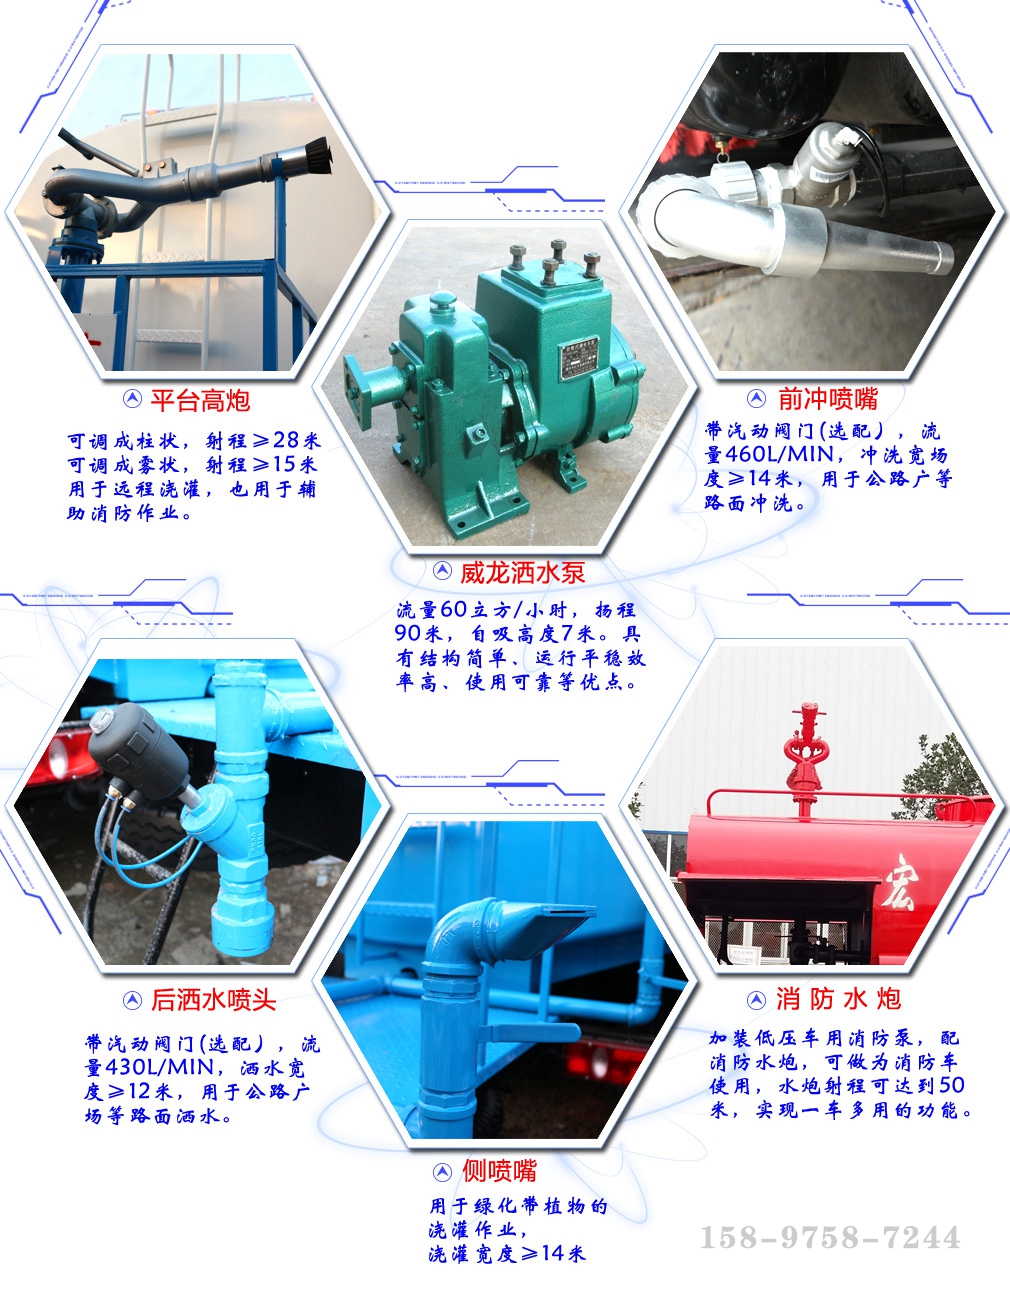 平台高炮
可调成柱状，射程≥28米
可调成雾状，射程≥15米
用于远程浇灌，也用于辅
助消防作业。
前冲喷嘴
带汽动阀门(选配），流
量460L/MIN，冲洗宽场
度≥14米，用于公路广等
路面冲洗。
威龙洒水泵
流量60立方/小时，扬程
90米，自吸高度7米。具
有结构简单、运行平稳效
率高、使用可靠等优点。
后洒水喷头
带汽动阀门(选配），流
量430L/MIN，洒水宽
度≥12米，用于公路广
场等路面洒水。
宏
消防水炮
加装低压车用消防泵，配
消防水炮，可做为消防车
使用，水炮射程可达到50
米，实现一车多用的功能。
侧喷嘴
用于绿化带植物的
浇灌作业，
浇灌宽度≥14米
158-9758-7244